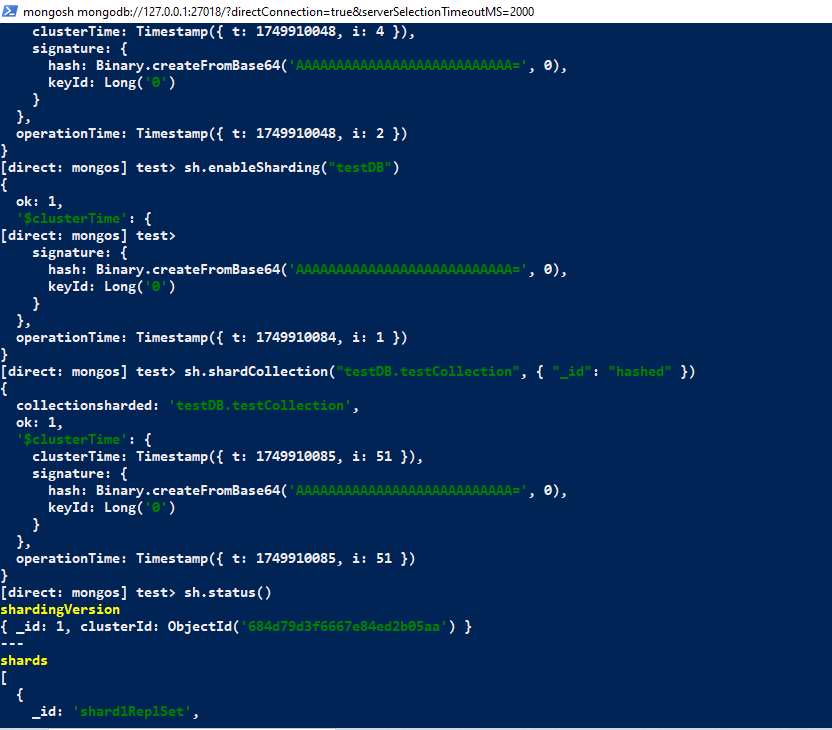 mongosh mongodb://127.0.0.1:27018/?directConnection=true&serverSelectionTimeoutMS=2000
    clusterTime: Timestamp({ t: 1749910048, i: 4 }),
    signature: {
      hash: Binary.createFromBase64('AAAAAAAAAAAAAAAAAAAAAAAAAAA=', 0),
      keyId: Long('0')
    }
  },
  operationTime: Timestamp({ t: 1749910048, i: 2 })
}
[direct: mongos] test> sh.enableSharding("testDB")
{
  ok: 1,
  '$clusterTime': {
[direct: mongos] test>
    signature: {
      hash: Binary.createFromBase64('AAAAAAAAAAAAAAAAAAAAAAAAAAA=', 0),
      keyId: Long('0')
    }
  },
  operationTime: Timestamp({ t: 1749910084, i: 1 })
}
[direct: mongos] test> sh.shardCollection("testDB.testCollection", { "_id": "hashed" })
{
  collectionsharded: 'testDB.testCollection',
  ok: 1,
  '$clusterTime': {
    clusterTime: Timestamp({ t: 1749910085, i: 51 }),
    signature: {
      hash: Binary.createFromBase64('AAAAAAAAAAAAAAAAAAAAAAAAAAA=', 0),
      keyId: Long('0')
    }
  },
  operationTime: Timestamp({ t: 1749910085, i: 51 })
}
[direct: mongos] test> sh.status()
shardingVersion
{ _id: 1, clusterId: ObjectId('684d79d3f6667e84ed2b05aa') }
---
shards
[
  {
    _id: 'shard1ReplSet',